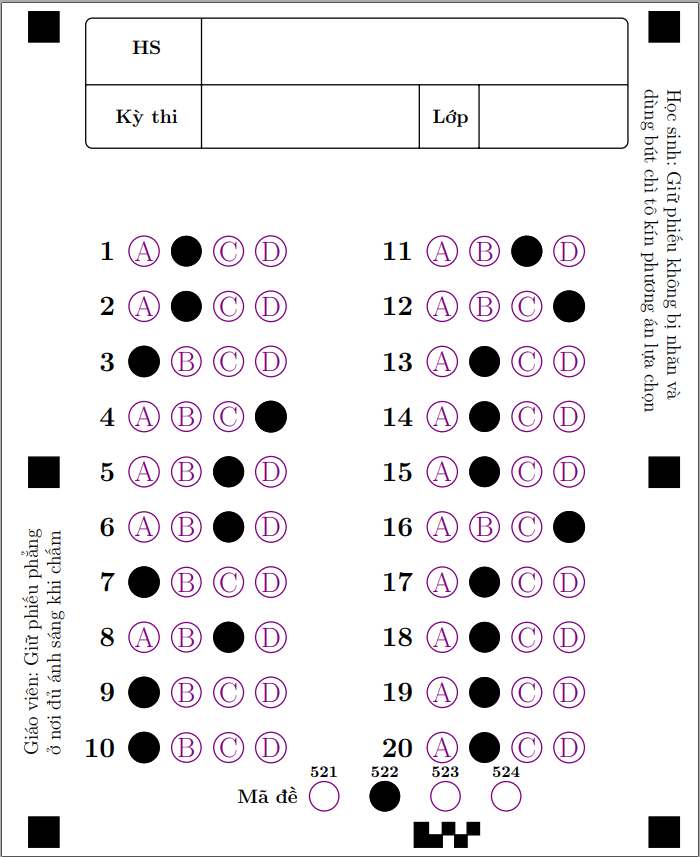 HS
Kỳ thi
Lớp
Học sinh: Giữ phiếu không bị nhăn và
dùng bút chì tô kín phương án lựa chọn
1 A C D
2 A C D
3 B C D
4 A B C
5 A B D
6 A B D
7 B C D
8 A B D
9 B C D
10 B C D
11 A B D
12 A B C
13 A C D
14 A C D
15 A C D
16 A B C
17 A C D
18 A C D
19 A C D
20 A C D
Giáo viên: Giữ phiếu phẳng
ở nơi đủ ánh sáng khi chấm
521 522 523 524
Mã đề